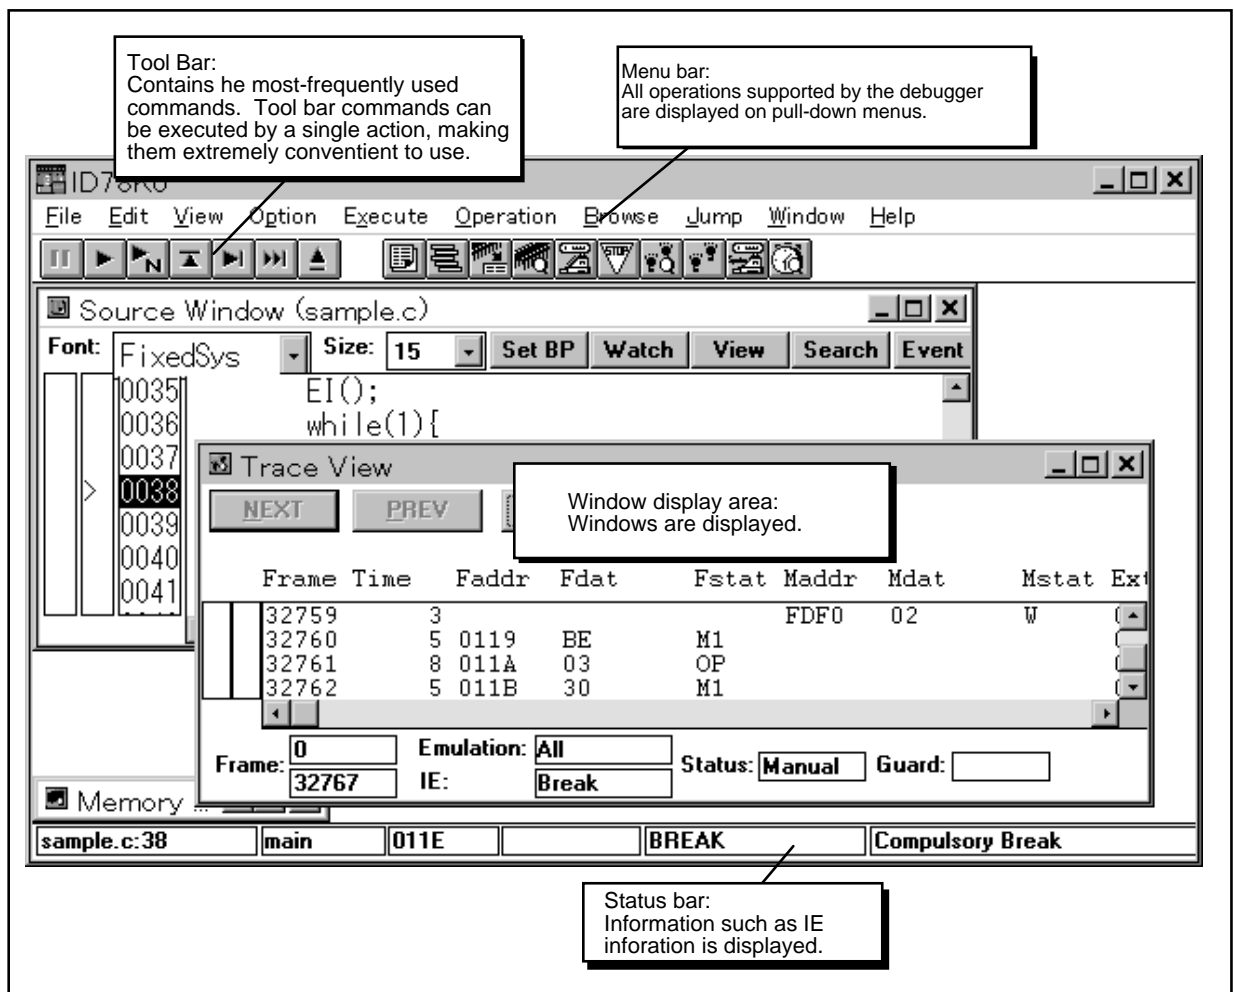 Tool Bar:
Contains he most-frequently used
commands.  Tool bar commands can
be executed by a single action, making
them extremely conventient to use.
Menu bar:
All operations supported by the debugger
are displayed on pull-down menus.
ID78K0
File Edit View Option Execute Operation Browse Jump Window Help
Source Window (sample.c)
Font: FixedSys Size: 15 Set BP Watch View Search Event
0035 EI();
0036 while(1){
0037
> 0038
0039
0040
0041
Trace View
NEXT PREV
Window display area:
Windows are displayed.
Frame Time Faddr Fdat Fstat Maddr Mdat Mstat Ext
32759 3 FDF0 02 W
32760 5 0119 BE M1
32761 8 011A 03 OP
32762 5 011B 30 M1
Frame: 0 Emulation: All Status: Manual Guard:
32767 IE: Break
Memory ...
sample.c:38 main 011E BREAK Compulsory Break
Status bar:
Information such as IE
inforation is displayed.